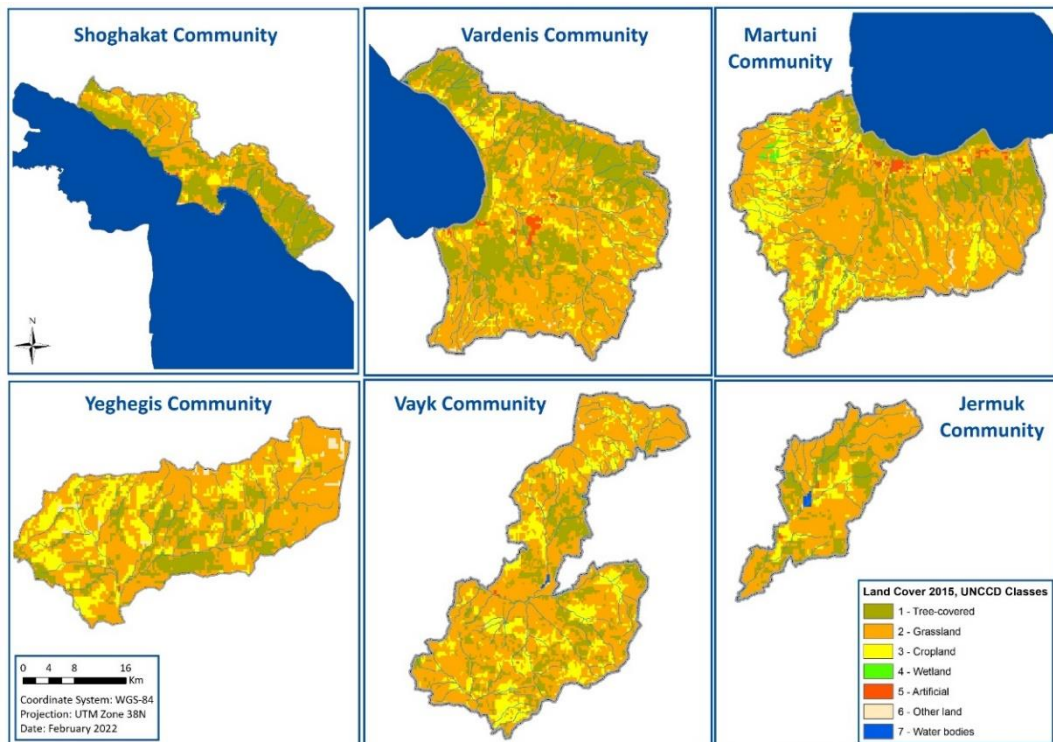 Shoghakat Community
Vardenis Community
Martuni
Community
N
Yeghegis Community
Vayk Community
Jermuk
Community
0 4 8 16
Km
Coordinate System: WGS-84
Projection: UTM Zone 38N
Date: February 2022
Land Cover 2015, UNCCD Classes
1 - Tree-covered
2 - Grassland
3 - Cropland
4 - Wetland
5 - Artificial
6 - Other land
7 - Water bodies